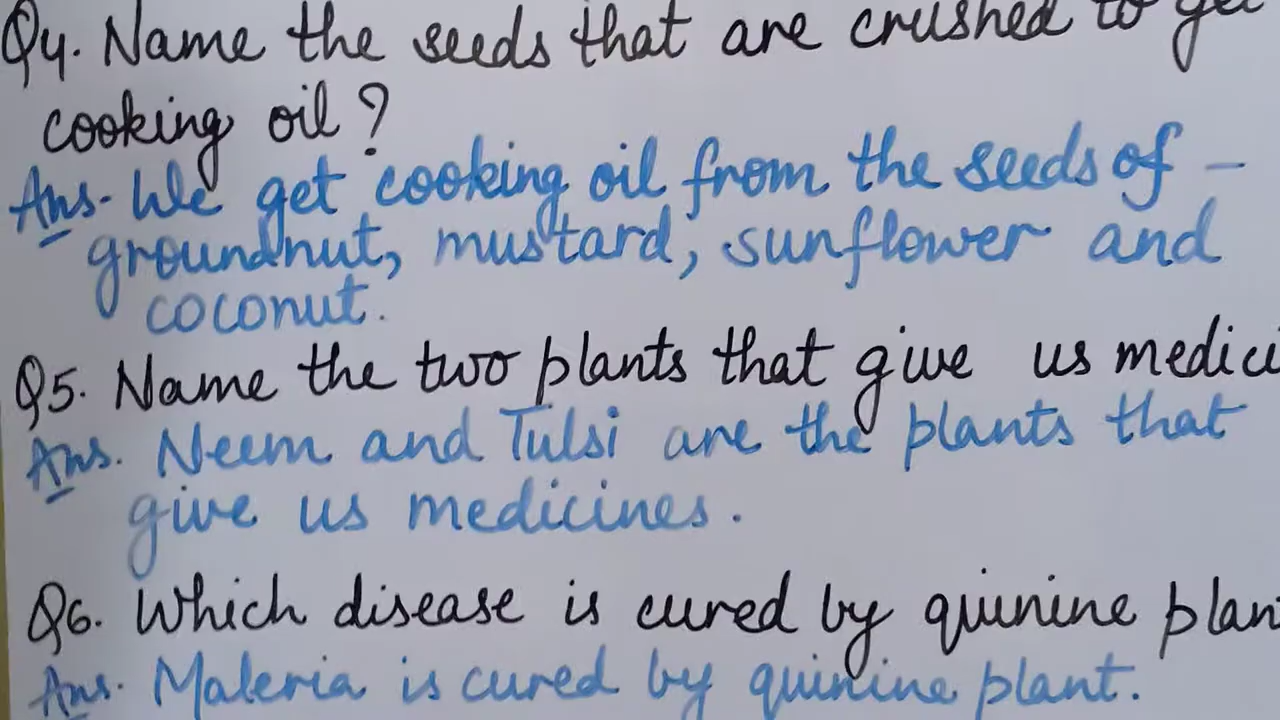 Q4. Name the seeds that are crushed to get
cooking oil?
Ans. We get cooking oil from the seeds of -
groundnut, mustard, sunflower and
coconut.
Q5. Name the two plants that give us medici
Ans. Neem and Tulsi are the plants that
give us medicines.
Q6. Which disease is cured by quinine plan
Ans. Maleria is cured by quinine plant.